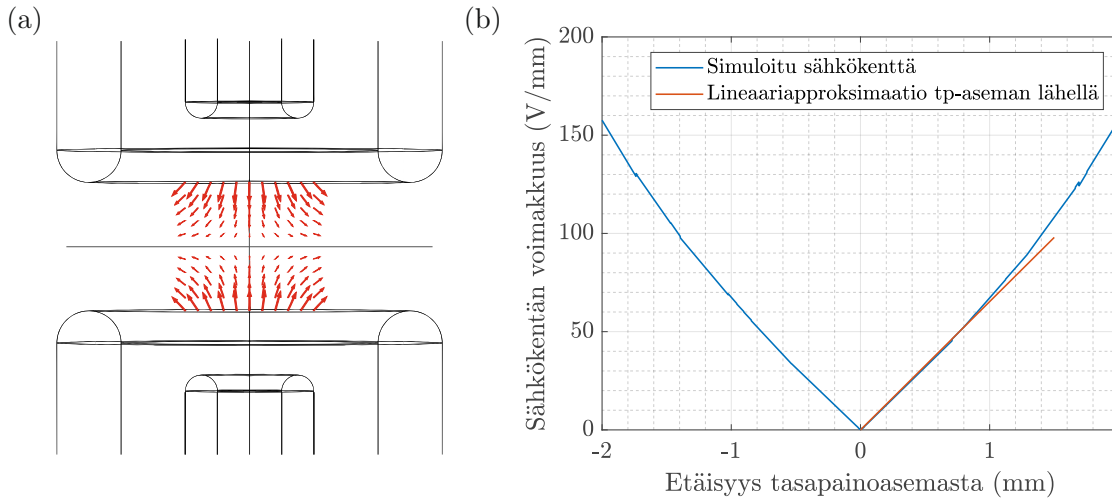 (a)
(b)
200
150
100
50
0
Sähkökentän voimakkuus (V/mm)
Simuloitu sähkökenttä
Lineaariapproksimaatio tp-aseman lähellä
-2
-1
0
1
Etäisyys tasapainoasemasta (mm)